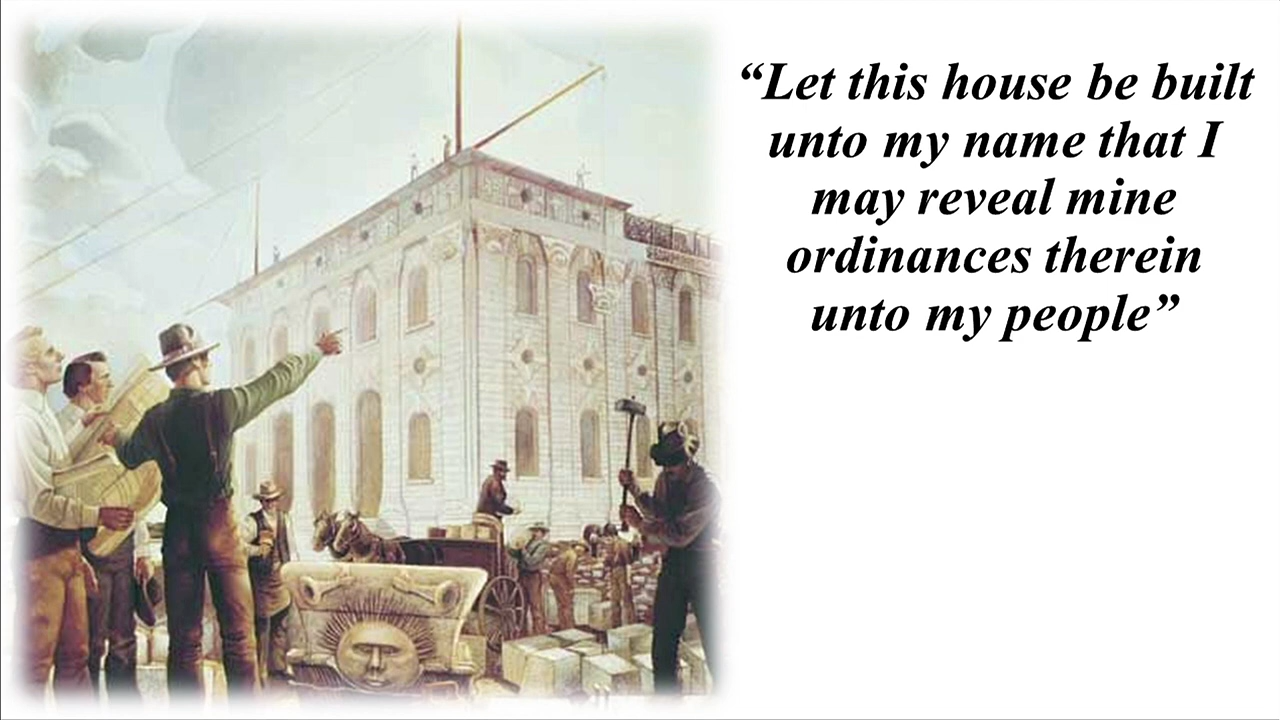 “Let this house be built
unto my name that I
may reveal mine
ordinances therein
unto my people”